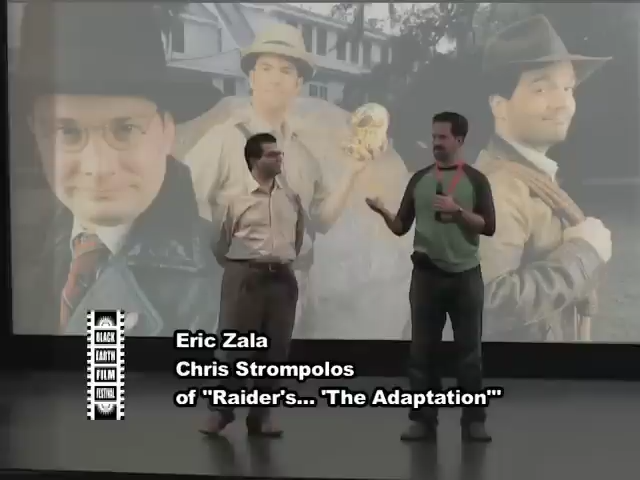 BLACK
EARTH
FILM
FESTIVAL
Eric Zala
Chris Strompolos
of "Raider's... 'The Adaptation'"